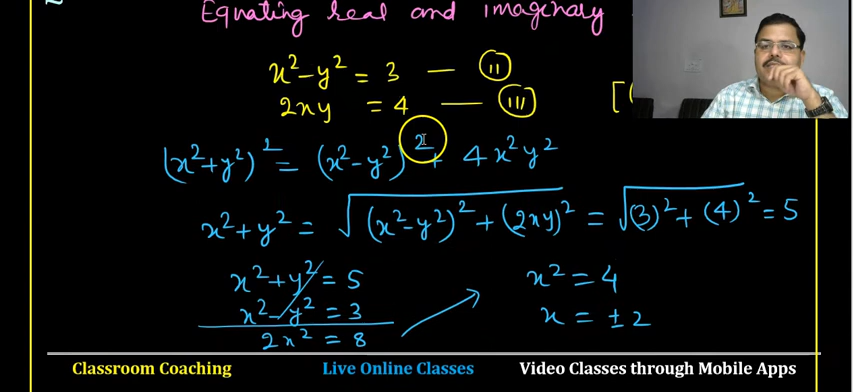 Equating real and imaginary
x² - y² = 3 — (II)
2xy = 4 — (III)
(x² + y²)² = (x² - y²)² + 4x²y²
x² + y² = √((x² - y²)² + (2xy)²) = √((3)² + (4)²) = 5
x² + y² = 5
x² - y² = 3
2x² = 8
x² = 4
x = ±2
Classroom Coaching Live Online Classes Video Classes through Mobile Apps